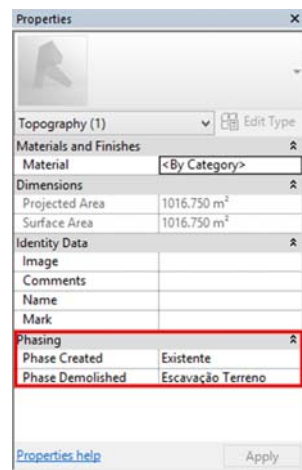 Properties
Topography (1) Edit Type
Materials and Finishes
Material <By Category>
Dimensions
Projected Area 1016.750 m²
Surface Area 1016.750 m²
Identity Data
Image
Comments
Name
Mark
Phasing
Phase Created Existente
Phase Demolished Escavação Terreno
Properties help Apply